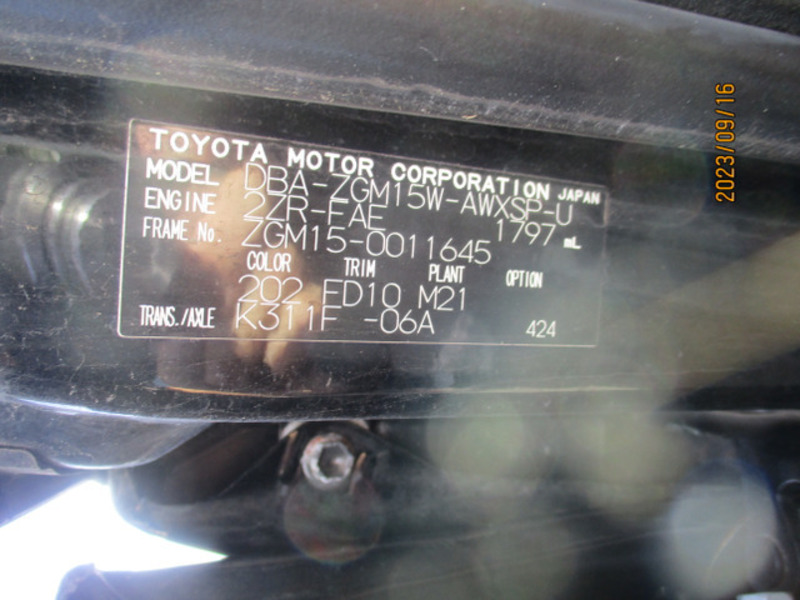 TOYOTA MOTOR CORPORATION JAPAN
MODEL DBA-ZGM15W-AWXSP-U
ENGINE 2ZR-FAE 1797 mL
FRAME No. ZGM15-0011645
COLOR TRIM PLANT OPTION
202 FD10 M21
TRANS./AXLE K311F -06A 424
2023/09/16